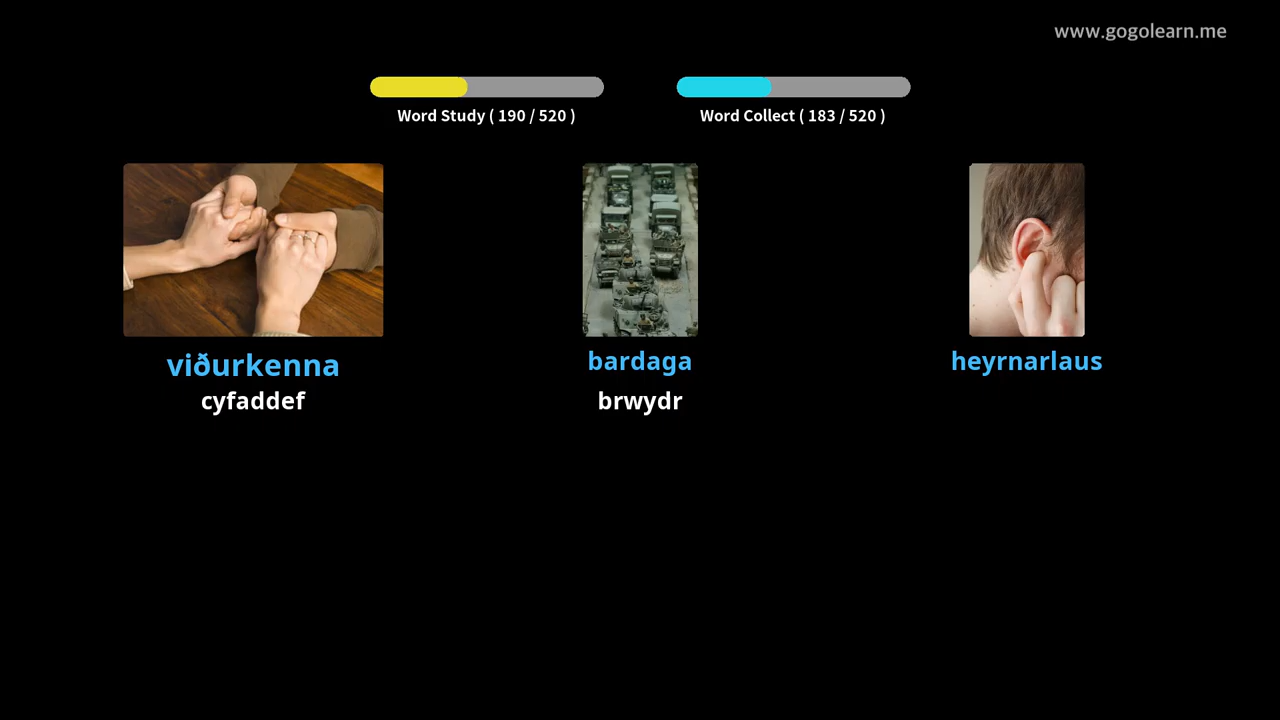 www.gogolearn.me
Word Study ( 190 / 520 )
Word Collect ( 183 / 520 )
viðurkenna
bardaga
heyrnarlaus
cyfaddef
brwydr